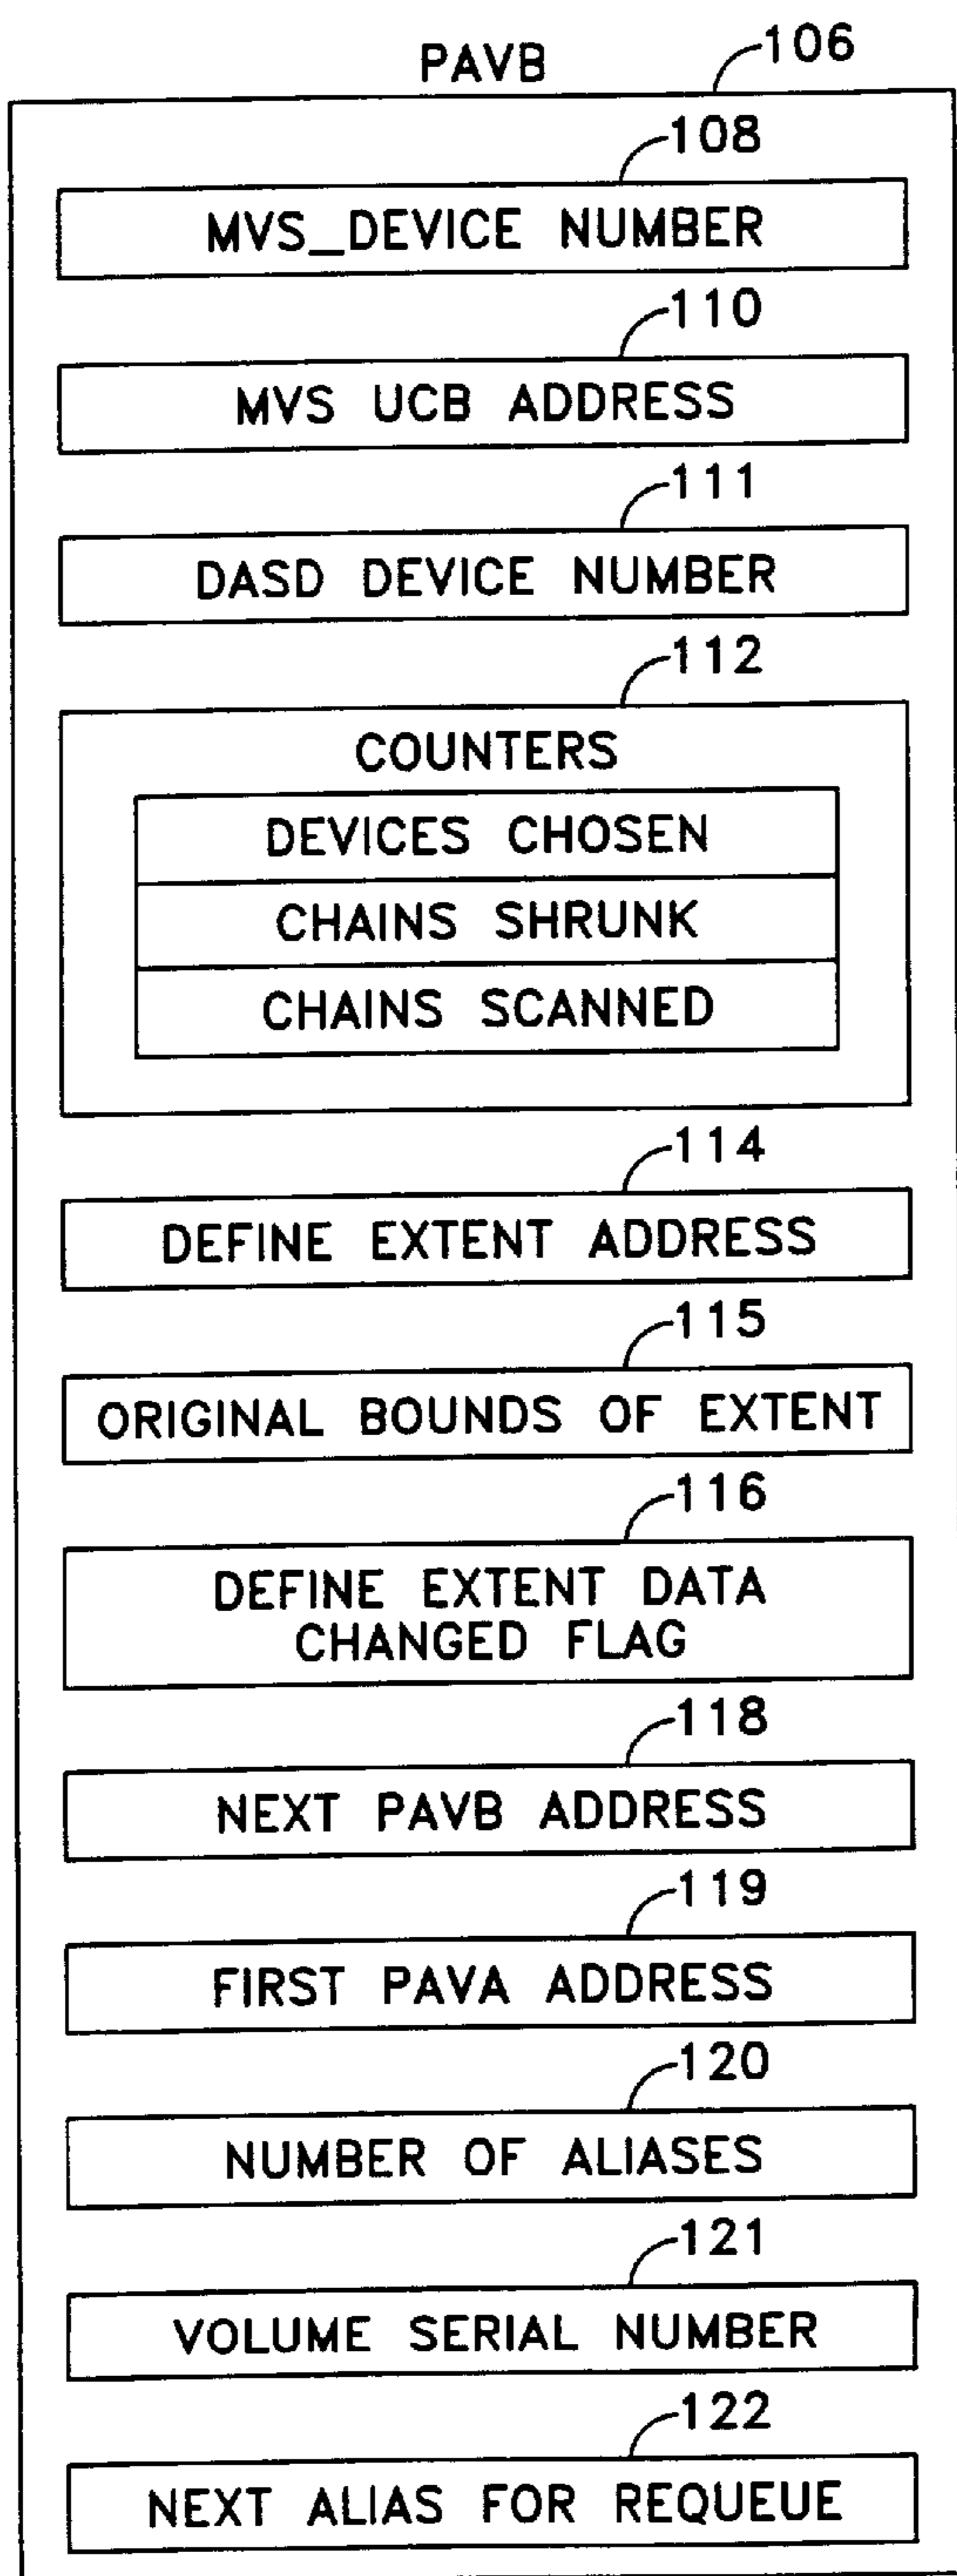 PAVB
106
108
MVS_DEVICE NUMBER
110
MVS UCB ADDRESS
111
DASD DEVICE NUMBER
112
COUNTERS
DEVICES CHOSEN
CHAINS SHRUNK
CHAINS SCANNED
114
DEFINE EXTENT ADDRESS
115
ORIGINAL BOUNDS OF EXTENT
116
DEFINE EXTENT DATA
CHANGED FLAG
118
NEXT PAVB ADDRESS
119
FIRST PAVA ADDRESS
120
NUMBER OF ALIASES
121
VOLUME SERIAL NUMBER
122
NEXT ALIAS FOR REQUEUE